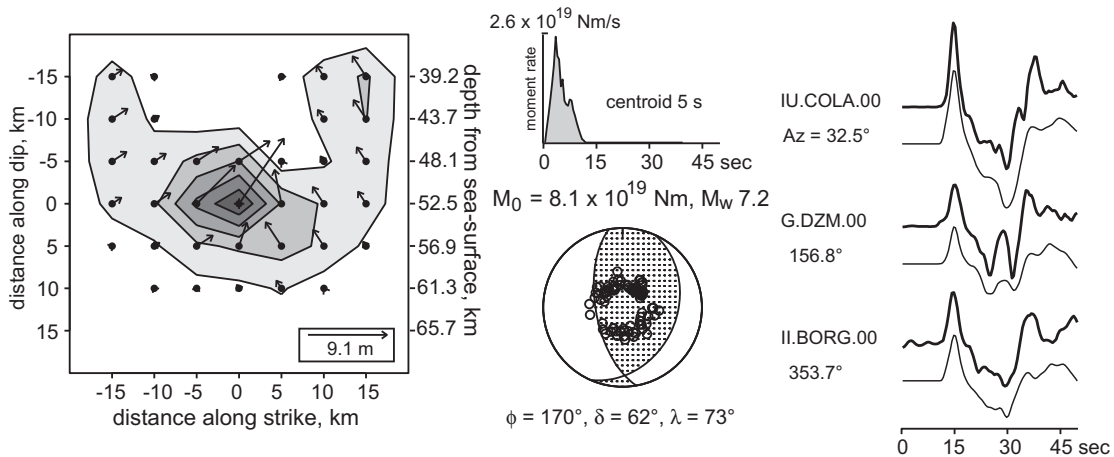 distance along dip, km
-15
-10
-5
0
5
10
15
39.2
43.7
48.1
52.5
56.9
61.3
65.7
depth from sea-surface, km
9.1 m
-15 -10 -5 0 5 10 15
distance along strike, km
2.6 x 10^19 Nm/s
moment rate
centroid 5 s
0 15 30 45 sec
M₀ = 8.1 x 10^19 Nm, Mw 7.2
ϕ = 170°, δ = 62°, λ = 73°
IU.COLA.00
Az = 32.5°
G.DZM.00
156.8°
II.BORG.00
353.7°
0 15 30 45 sec